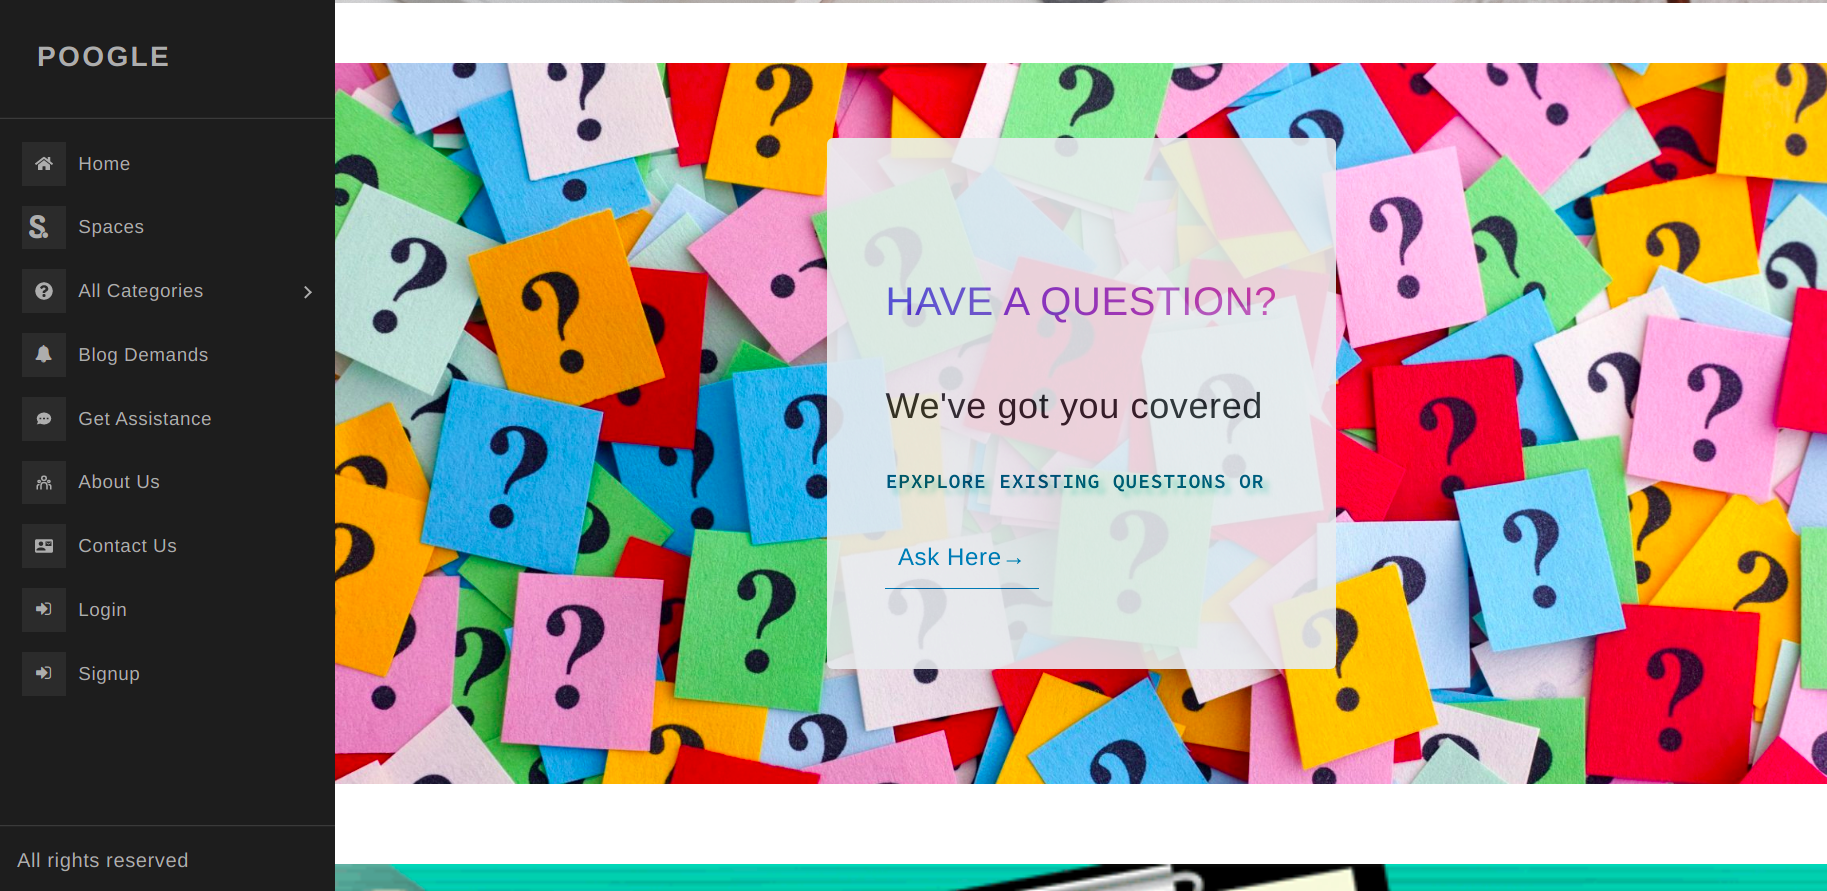 POOGLE
Home
Spaces
All Categories
Blog Demands
Get Assistance
About Us
Contact Us
Login
Signup
All rights reserved
HAVE A QUESTION?
We've got you covered
EPXPLORE EXISTING QUESTIONS OR
Ask Here→